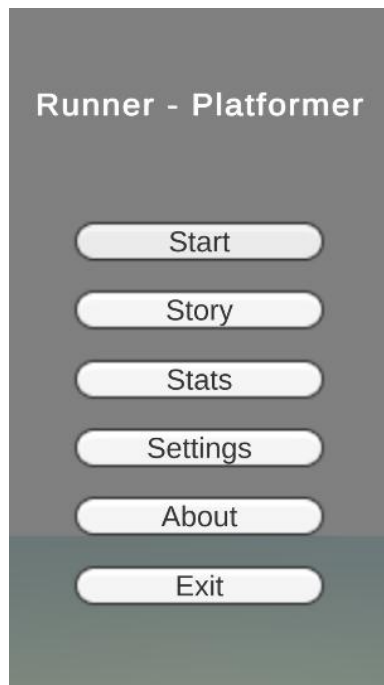 Runner - Platformer
Start
Story
Stats
Settings
About
Exit